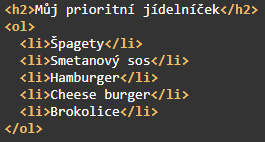 <h2>Můj prioritní jídelníček</h2>
<ol>
  <li>Špagety</li>
  <li>Smetanový sos</li>
  <li>Hamburger</li>
  <li>Cheese burger</li>
  <li>Brokolice</li>
</ol>